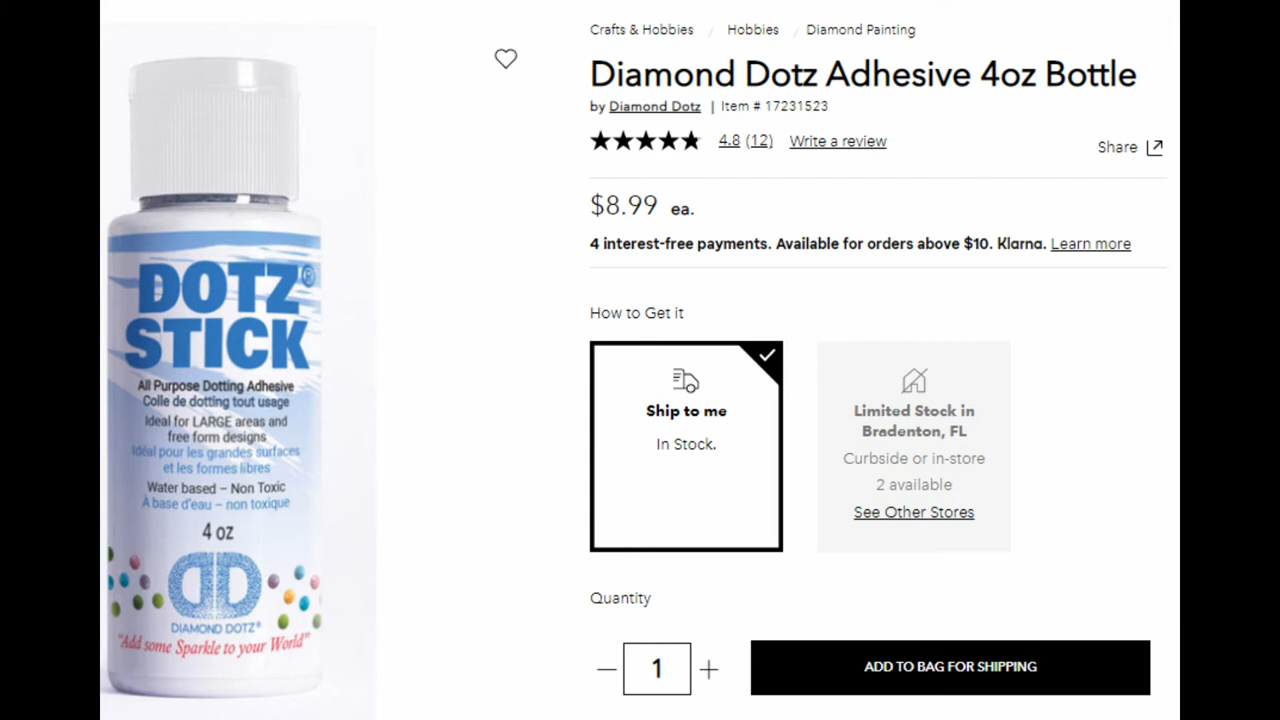 Crafts & Hobbies / Hobbies / Diamond Painting
Diamond Dotz Adhesive 4oz Bottle
by Diamond Dotz | Item # 17231523
4.8 (12) Write a review
Share
$8.99 ea.
4 interest-free payments. Available for orders above $10. Klarna. Learn more
How to Get it
Ship to me
In Stock.
Limited Stock in
Bradenton, FL
Curbside or in-store
2 available
See Other Stores
Quantity
— 1 +
ADD TO BAG FOR SHIPPING
DOTZ®
STICK
All Purpose Dotting Adhesive
Colle de dotting tout usage
Ideal for LARGE areas and
free form designs
Idéal pour les grandes surfaces
et les formes libres
Water based – Non Toxic
À base d'eau – non toxique
4 oz
DD
DIAMOND DOTZ®
"Add some Sparkle to your World"